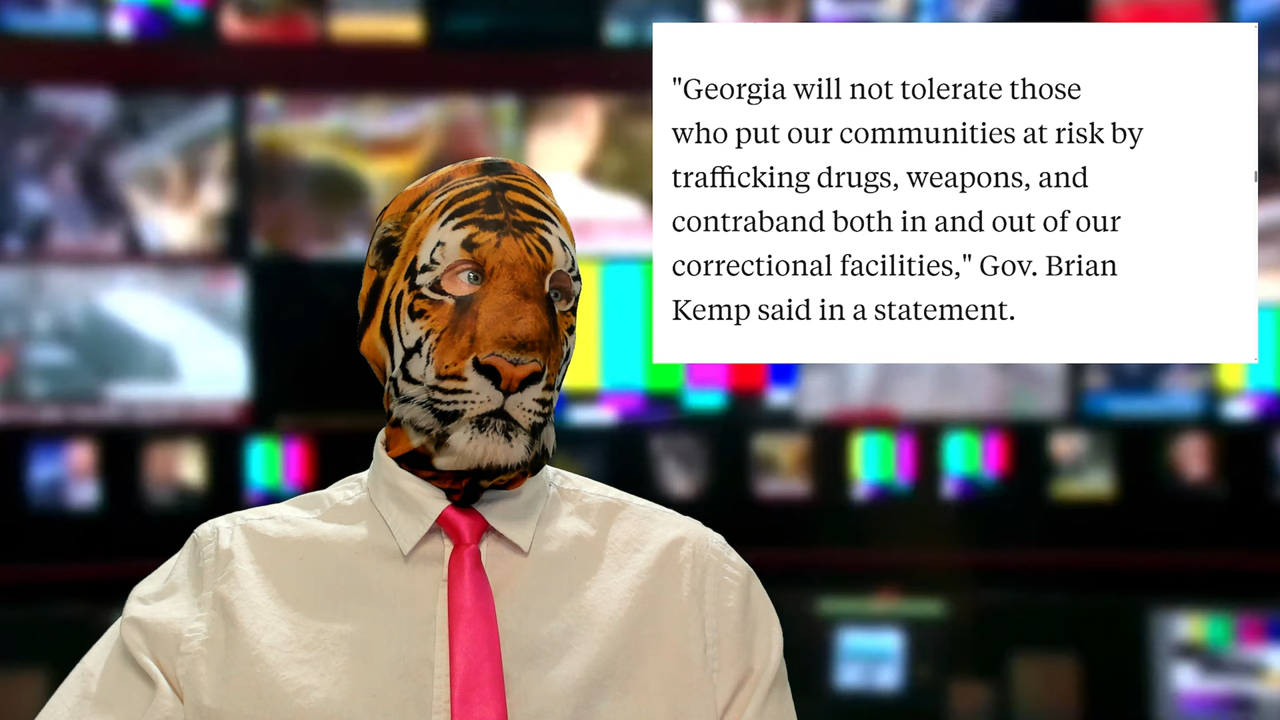 "Georgia will not tolerate those
who put our communities at risk by
trafficking drugs, weapons, and
contraband both in and out of our
correctional facilities," Gov. Brian
Kemp said in a statement.